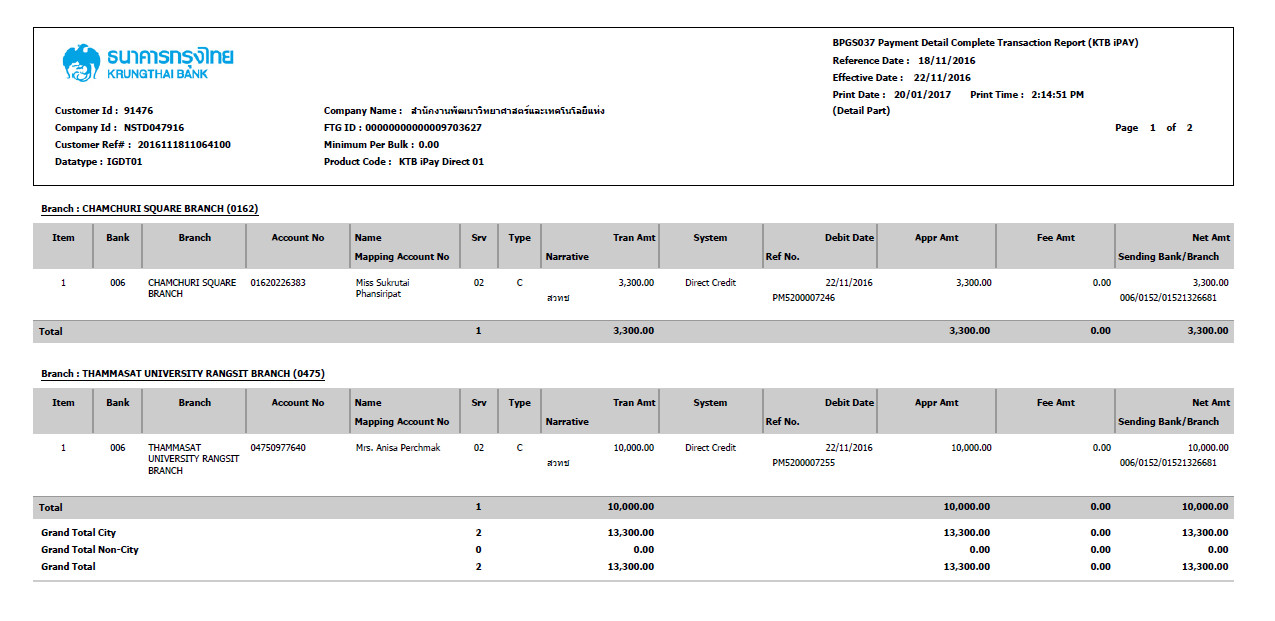 ธนาคารกรุงไทย
KRUNGTHAI BANK
BPGS037 Payment Detail Complete Transaction Report (KTB iPAY)
Reference Date : 18/11/2016
Effective Date : 22/11/2016
Print Date : 20/01/2017 Print Time : 2:14:51 PM
(Detail Part)
Page 1 of 2
Customer Id : 91476 Company Name : สำนักงานพัฒนาวิทยาศาสตร์และเทคโนโลยีแห่ง
Company Id : NSTD047916 FTG ID : 00000000000009703627
Customer Ref# : 2016111811064100 Minimum Per Bulk : 0.00
Datatype : IGDT01 Product Code : KTB iPay Direct 01
Branch : CHAMCHURI SQUARE BRANCH (0162)
Item Bank Branch Account No Name Srv Type Tran Amt System Debit Date Appr Amt Fee Amt Net Amt
Mapping Account No Narrative Ref No. Sending Bank/Branch
1 006 CHAMCHURI SQUARE 01620226383 Miss Sukrutai 02 C 3,300.00 Direct Credit 22/11/2016 3,300.00 0.00 3,300.00
BRANCH Phansiripat สวทช PM5200007246 006/0152/01521326681
Total 1 3,300.00 3,300.00 0.00 3,300.00
Branch : THAMMASAT UNIVERSITY RANGSIT BRANCH (0475)
Item Bank Branch Account No Name Srv Type Tran Amt System Debit Date Appr Amt Fee Amt Net Amt
Mapping Account No Narrative Ref No. Sending Bank/Branch
1 006 THAMMASAT 04750977640 Mrs. Anisa Perchmak 02 C 10,000.00 Direct Credit 22/11/2016 10,000.00 0.00 10,000.00
UNIVERSITY RANGSIT สวทช PM5200007255 006/0152/01521326681
BRANCH
Total 1 10,000.00 10,000.00 0.00 10,000.00
Grand Total City 2 13,300.00 13,300.00 0.00 13,300.00
Grand Total Non-City 0 0.00 0.00 0.00 0.00
Grand Total 2 13,300.00 13,300.00 0.00 13,300.00